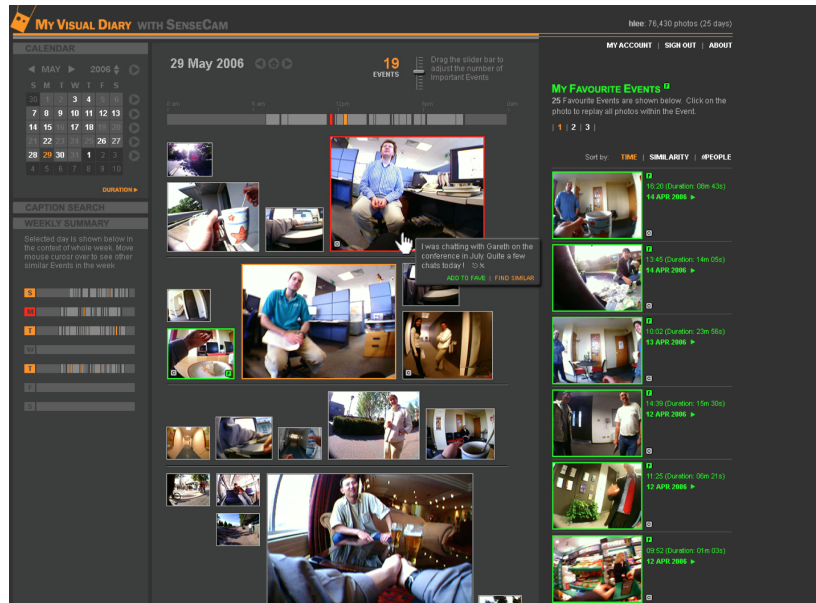 MY VISUAL DIARY WITH SENSECAM
hlee: 76,430 photos (25 days)
MY ACCOUNT | SIGN OUT | ABOUT
CALENDAR
MAY 2006
S M T W T F S
30 1 2 3 4 5 6
7 8 9 10 11 12 13
14 15 16 17 18 19 20
21 22 23 24 25 26 27
28 29 30 31 1 2 3
4 5 6 7 8 9 10
DURATION
CAPTION SEARCH
WEEKLY SUMMARY
Selected day is shown below in
the context of whole week. Move
mouse curosr over to see other
similar Events in the week
S
M
T
W
T
F
S
29 May 2006
19
EVENTS
Drag the slider bar to
adjust the number of
Important Events
12pm
I was chatting with Gareth on the
conference in July. Quite a few
chats today!
ADD TO FAVE | FIND SIMILAR
MY FAVOURITE EVENTS F
25 Favourite Events are shown below. Click on the
photo to replay all photos within the Event.
| 1 | 2 | 3 |
Sort by: TIME | SIMILARITY | #PEOPLE
F
16:20 (Duration: 06m 43s)
14 APR 2006
F
13:45 (Duration: 14m 05s)
14 APR 2006
F
10:02 (Duration: 23m 56s)
13 APR 2006
F
14:39 (Duration: 15m 30s)
12 APR 2006
F
11:25 (Duration: 06m 21s)
12 APR 2006
F
09:52 (Duration: 01m 03s)
12 APR 2006